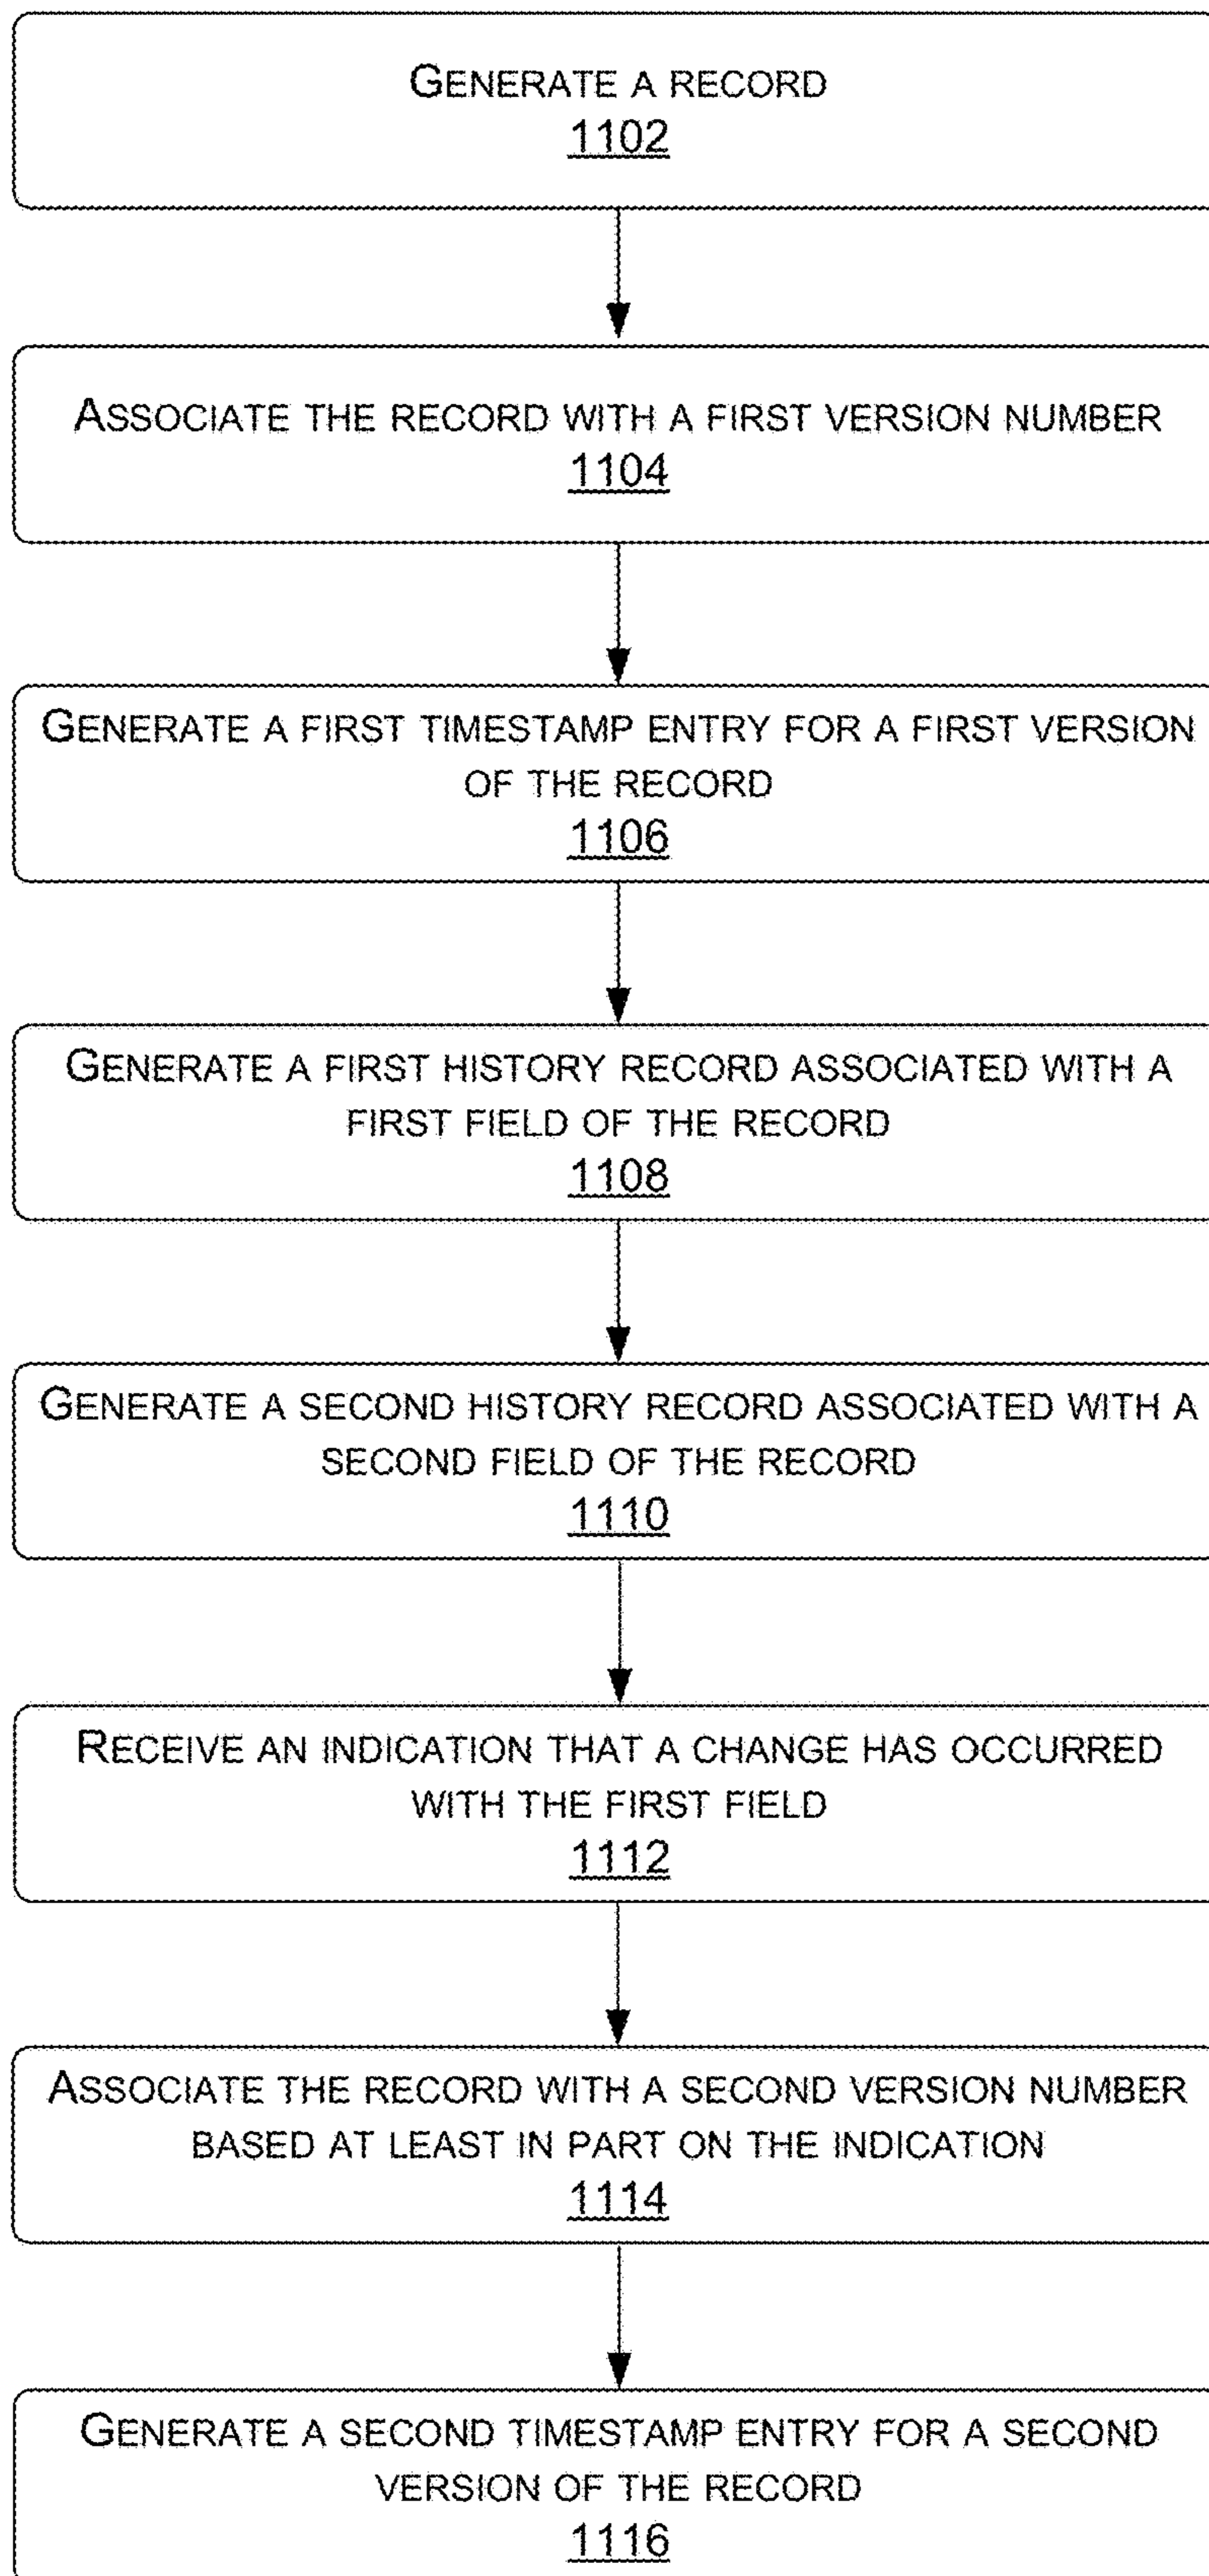 GENERATE A RECORD
1102
ASSOCIATE THE RECORD WITH A FIRST VERSION NUMBER
1104
GENERATE A FIRST TIMESTAMP ENTRY FOR A FIRST VERSION
OF THE RECORD
1106
GENERATE A FIRST HISTORY RECORD ASSOCIATED WITH A
FIRST FIELD OF THE RECORD
1108
GENERATE A SECOND HISTORY RECORD ASSOCIATED WITH A
SECOND FIELD OF THE RECORD
1110
RECEIVE AN INDICATION THAT A CHANGE HAS OCCURRED
WITH THE FIRST FIELD
1112
ASSOCIATE THE RECORD WITH A SECOND VERSION NUMBER
BASED AT LEAST IN PART ON THE INDICATION
1114
GENERATE A SECOND TIMESTAMP ENTRY FOR A SECOND
VERSION OF THE RECORD
1116